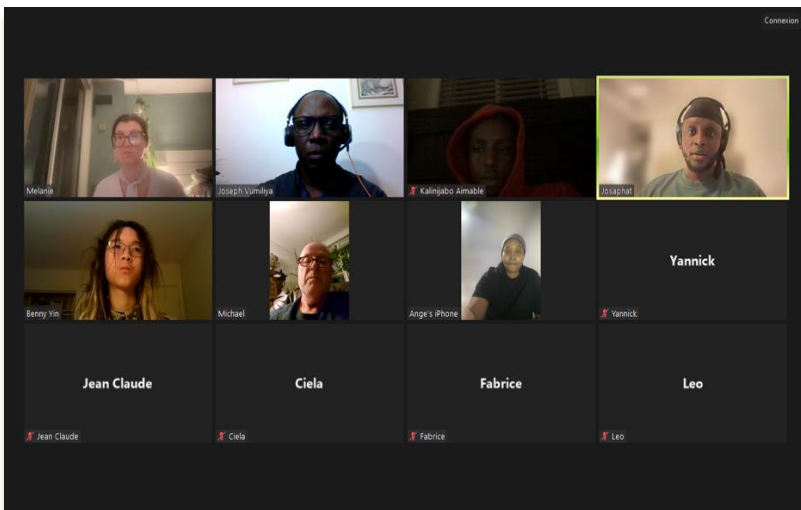 Connexion
Melanie
Joseph Vumiliya
Kalinijabo Aimable
Josaphat
Benny Yin
Michael
Ange's iPhone
Yannick
Yannick
Jean Claude
Jean Claude
Ciela
Ciela
Fabrice
Fabrice
Leo
Leo